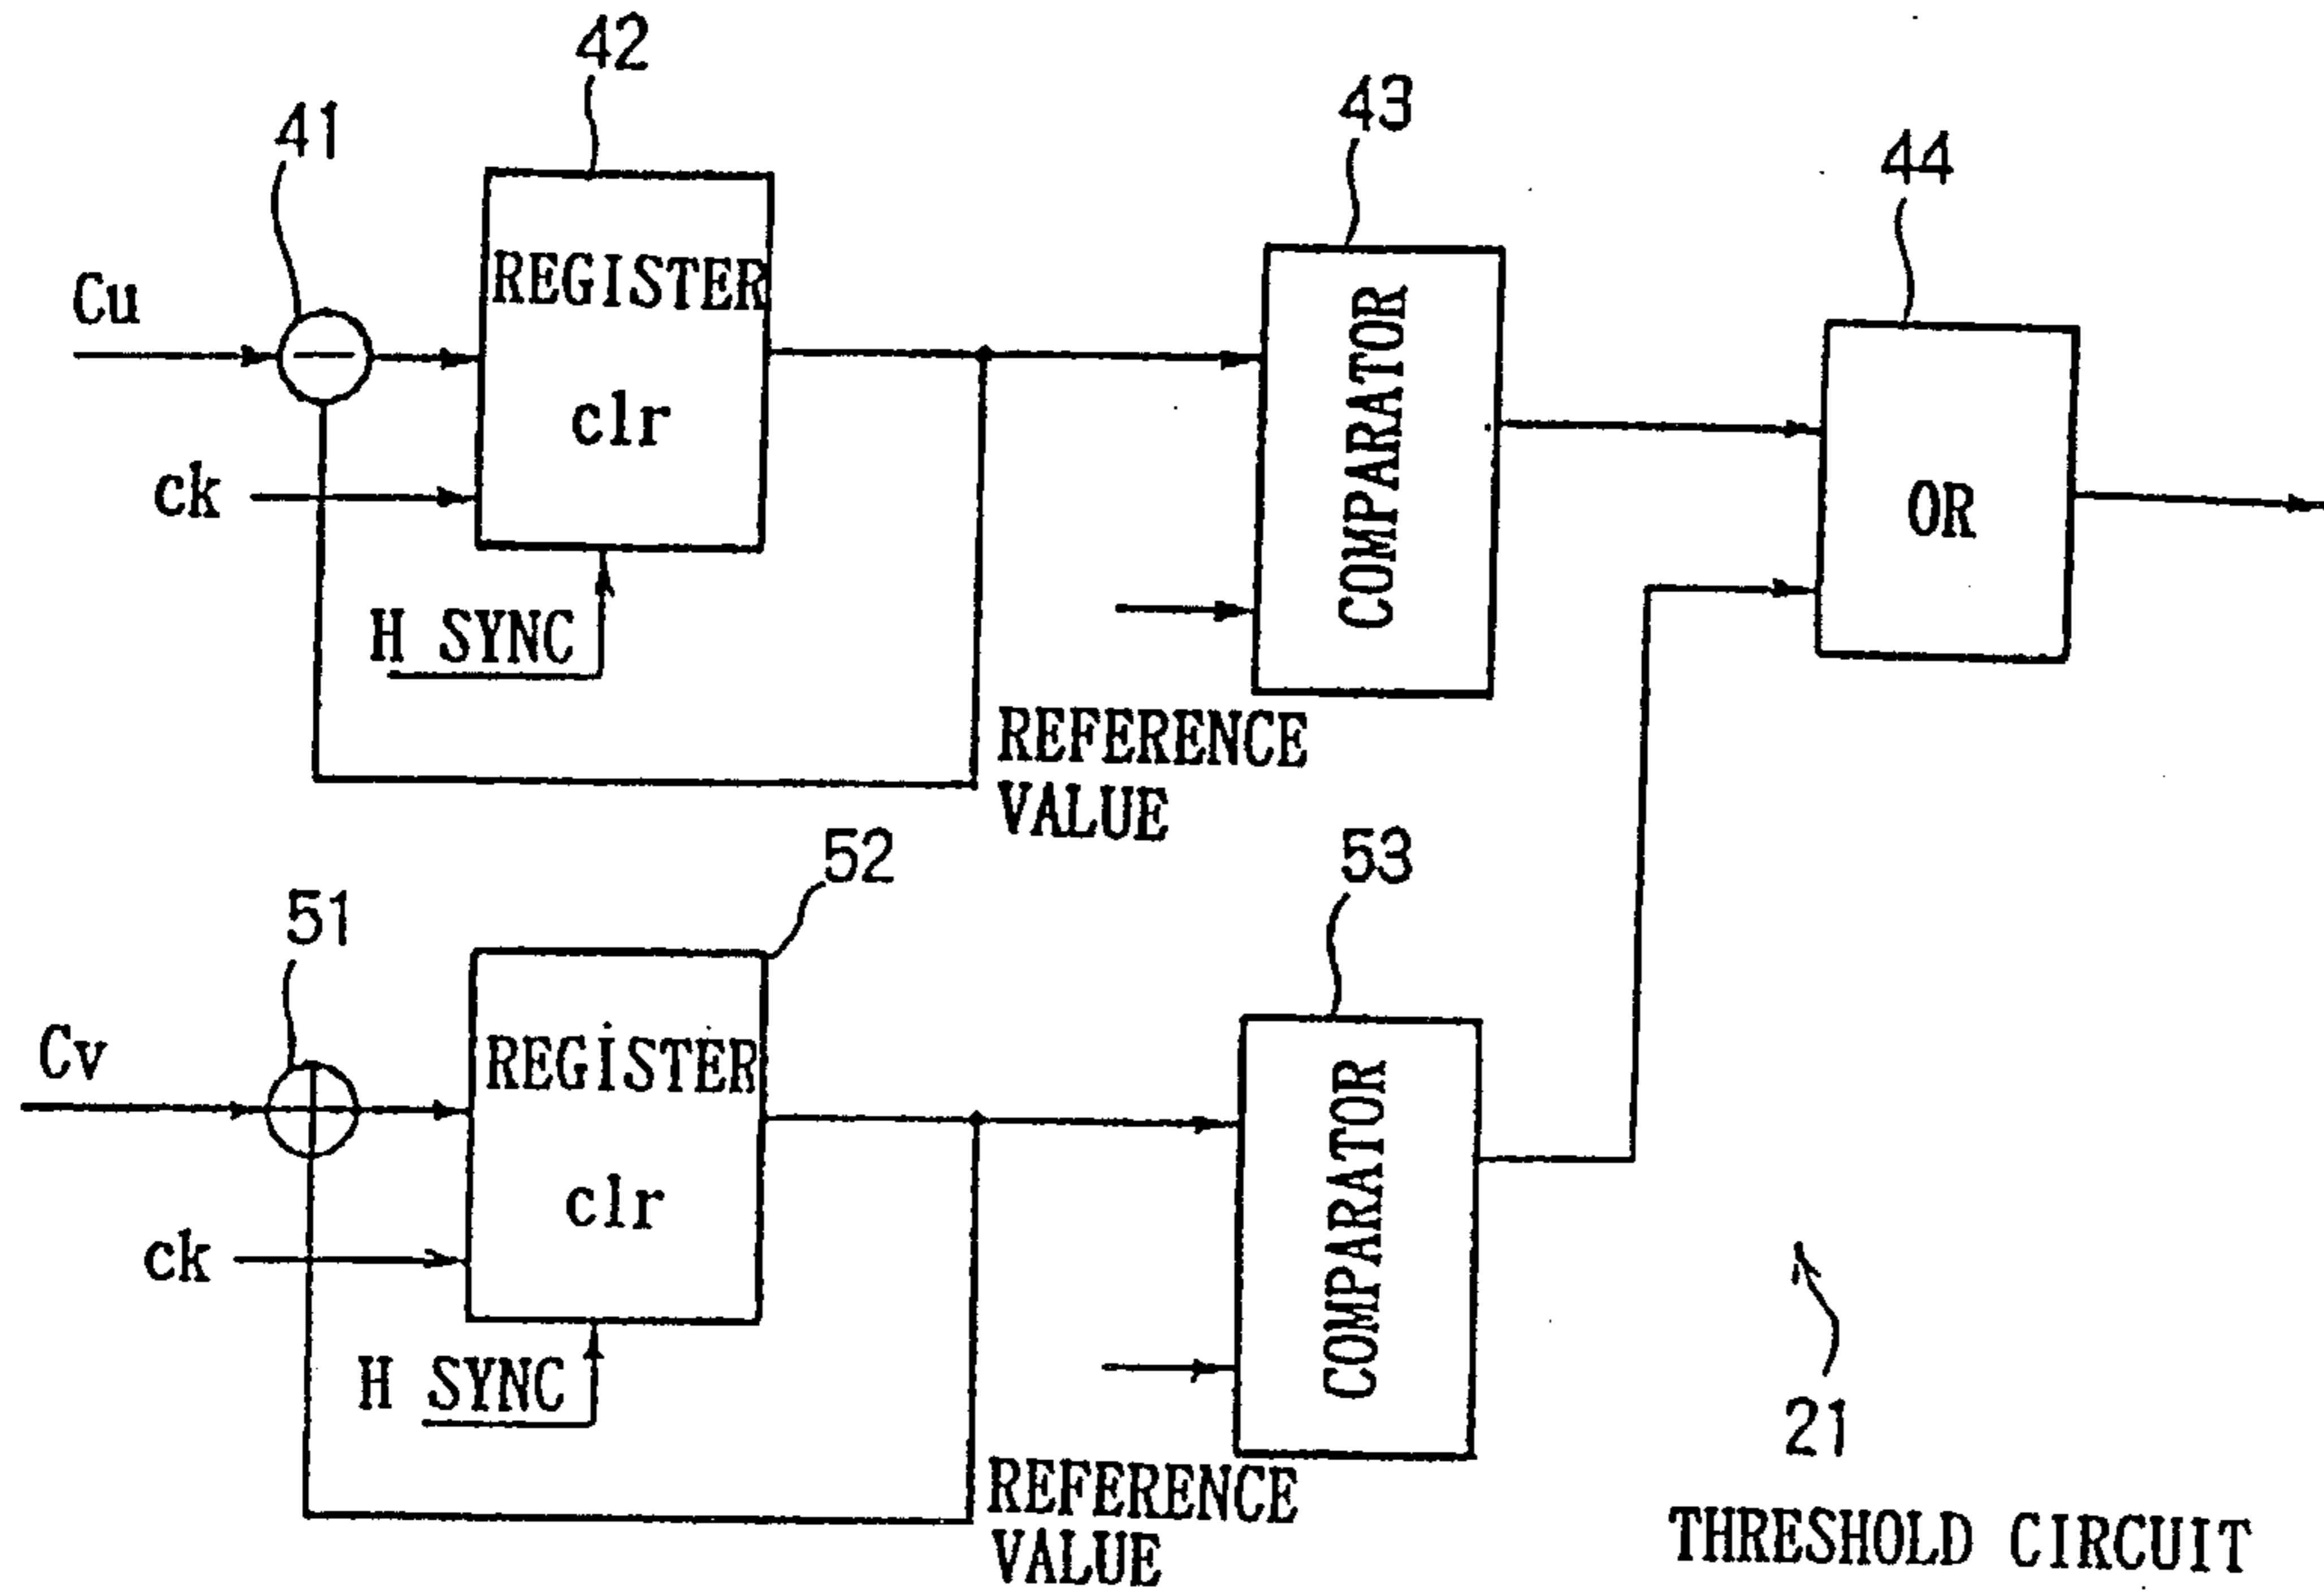 42
41
43
44
Cu
REGISTER
clr
ck
H SYNC
COMPARATOR
OR
REFERENCE
VALUE
52
53
51
Cv
REGISTER
clr
ck
H SYNC
COMPARATOR
REFERENCE
VALUE
21
THRESHOLD CIRCUIT